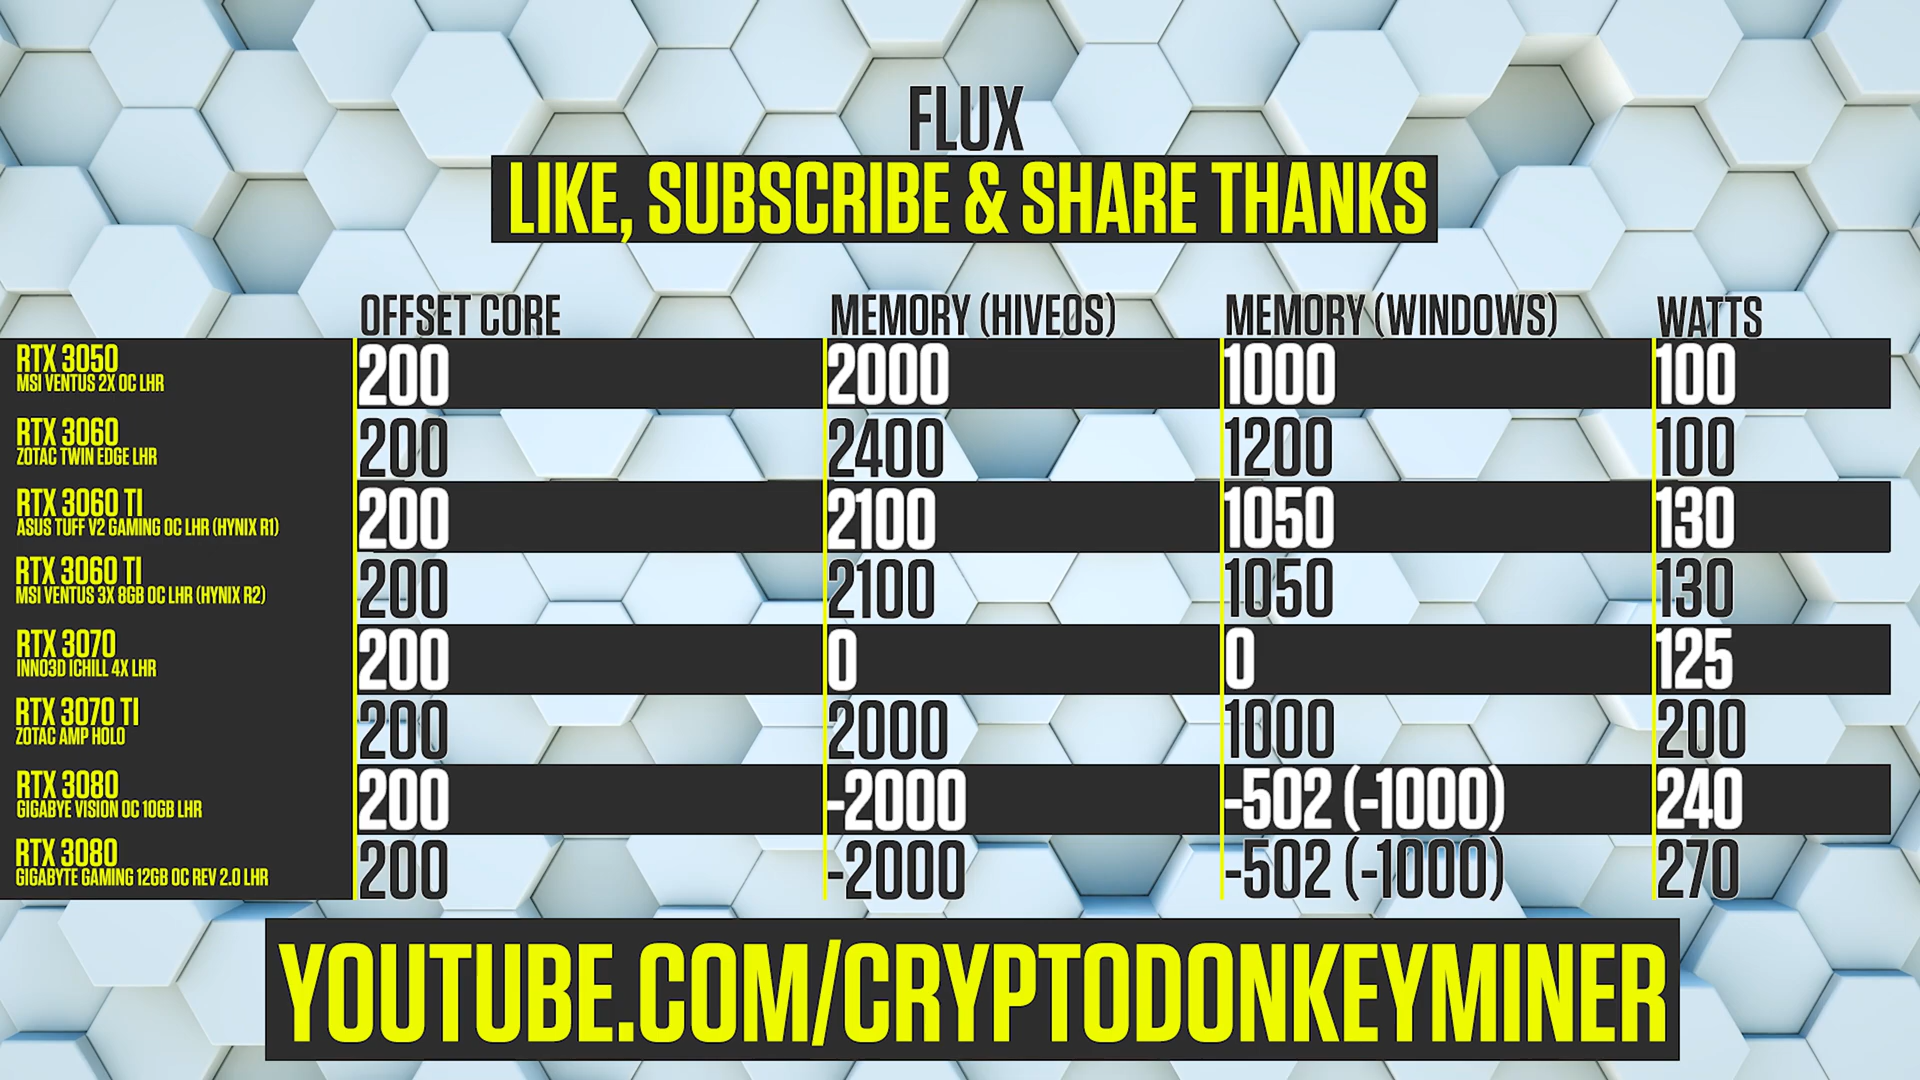 FLUX
LIKE, SUBSCRIBE & SHARE THANKS
OFFSET CORE MEMORY (HIVEOS) MEMORY (WINDOWS) WATTS
RTX 3050
MSI VENTUS 2X OC LHR
200 2000 1000 100
RTX 3060
ZOTAC TWIN EDGE LHR
200 2400 1200 100
RTX 3060 TI
ASUS TUFF V2 GAMING OC LHR (HYNIX R1)
200 2100 1050 130
RTX 3060 TI
MSI VENTUS 3X 8GB OC LHR (HYNIX R2)
200 2100 1050 130
RTX 3070
INNO3D ICHILL 4X LHR
200 0 0 125
RTX 3070 TI
ZOTAC AMP HOLO
200 2000 1000 200
RTX 3080
GIGABYE VISION OC 10GB LHR
200 -2000 -502 (-1000) 240
RTX 3080
GIGABYTE GAMING 12GB OC REV 2.0 LHR
200 -2000 -502 (-1000) 270
YOUTUBE.COM/CRYPTODONKEYMINER